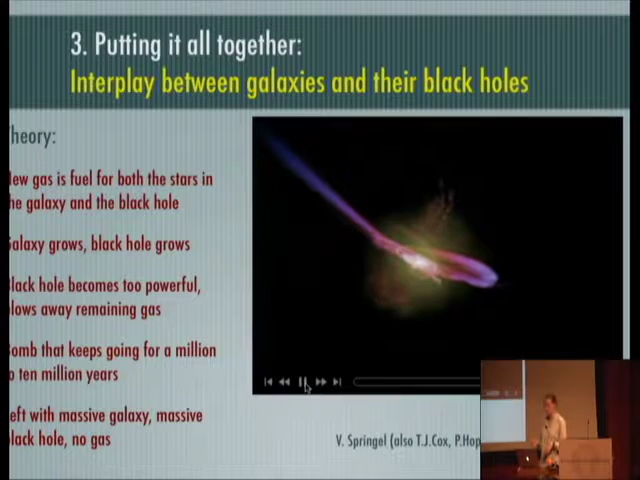 3. Putting it all together:
Interplay between galaxies and their black holes
heory:
ew gas is fuel for both the stars in
he galaxy and the black hole
alaxy grows, black hole grows
lack hole becomes too powerful,
lows away remaining gas
omb that keeps going for a million
o ten million years
eft with massive galaxy, massive
lack hole, no gas
V. Springel (also T.J.Cox, P.Hop